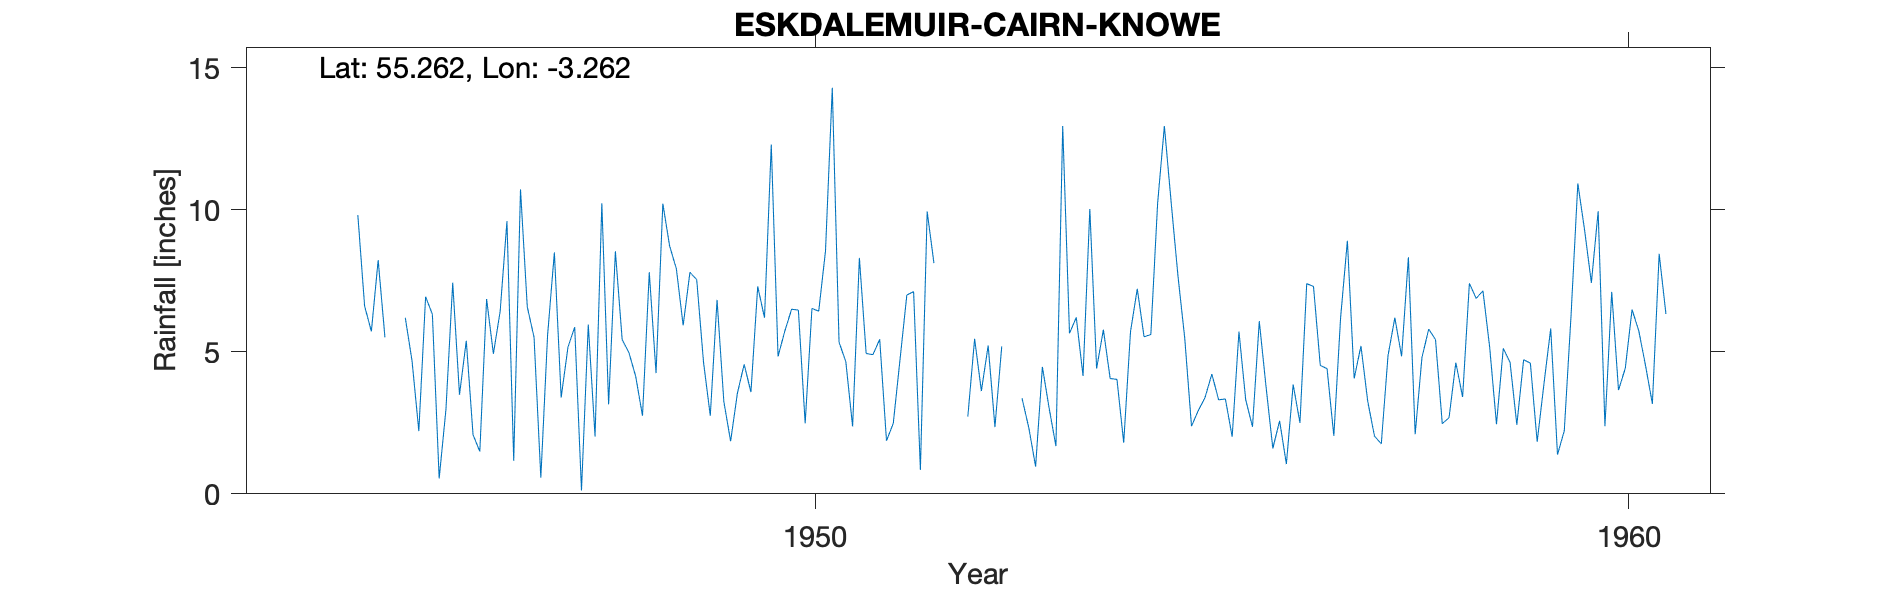 ESKDALEMUIR-CAIRN-KNOWE
Lat: 55.262, Lon: -3.262
15
10
5
0
Rainfall [inches]
1950
1960
Year